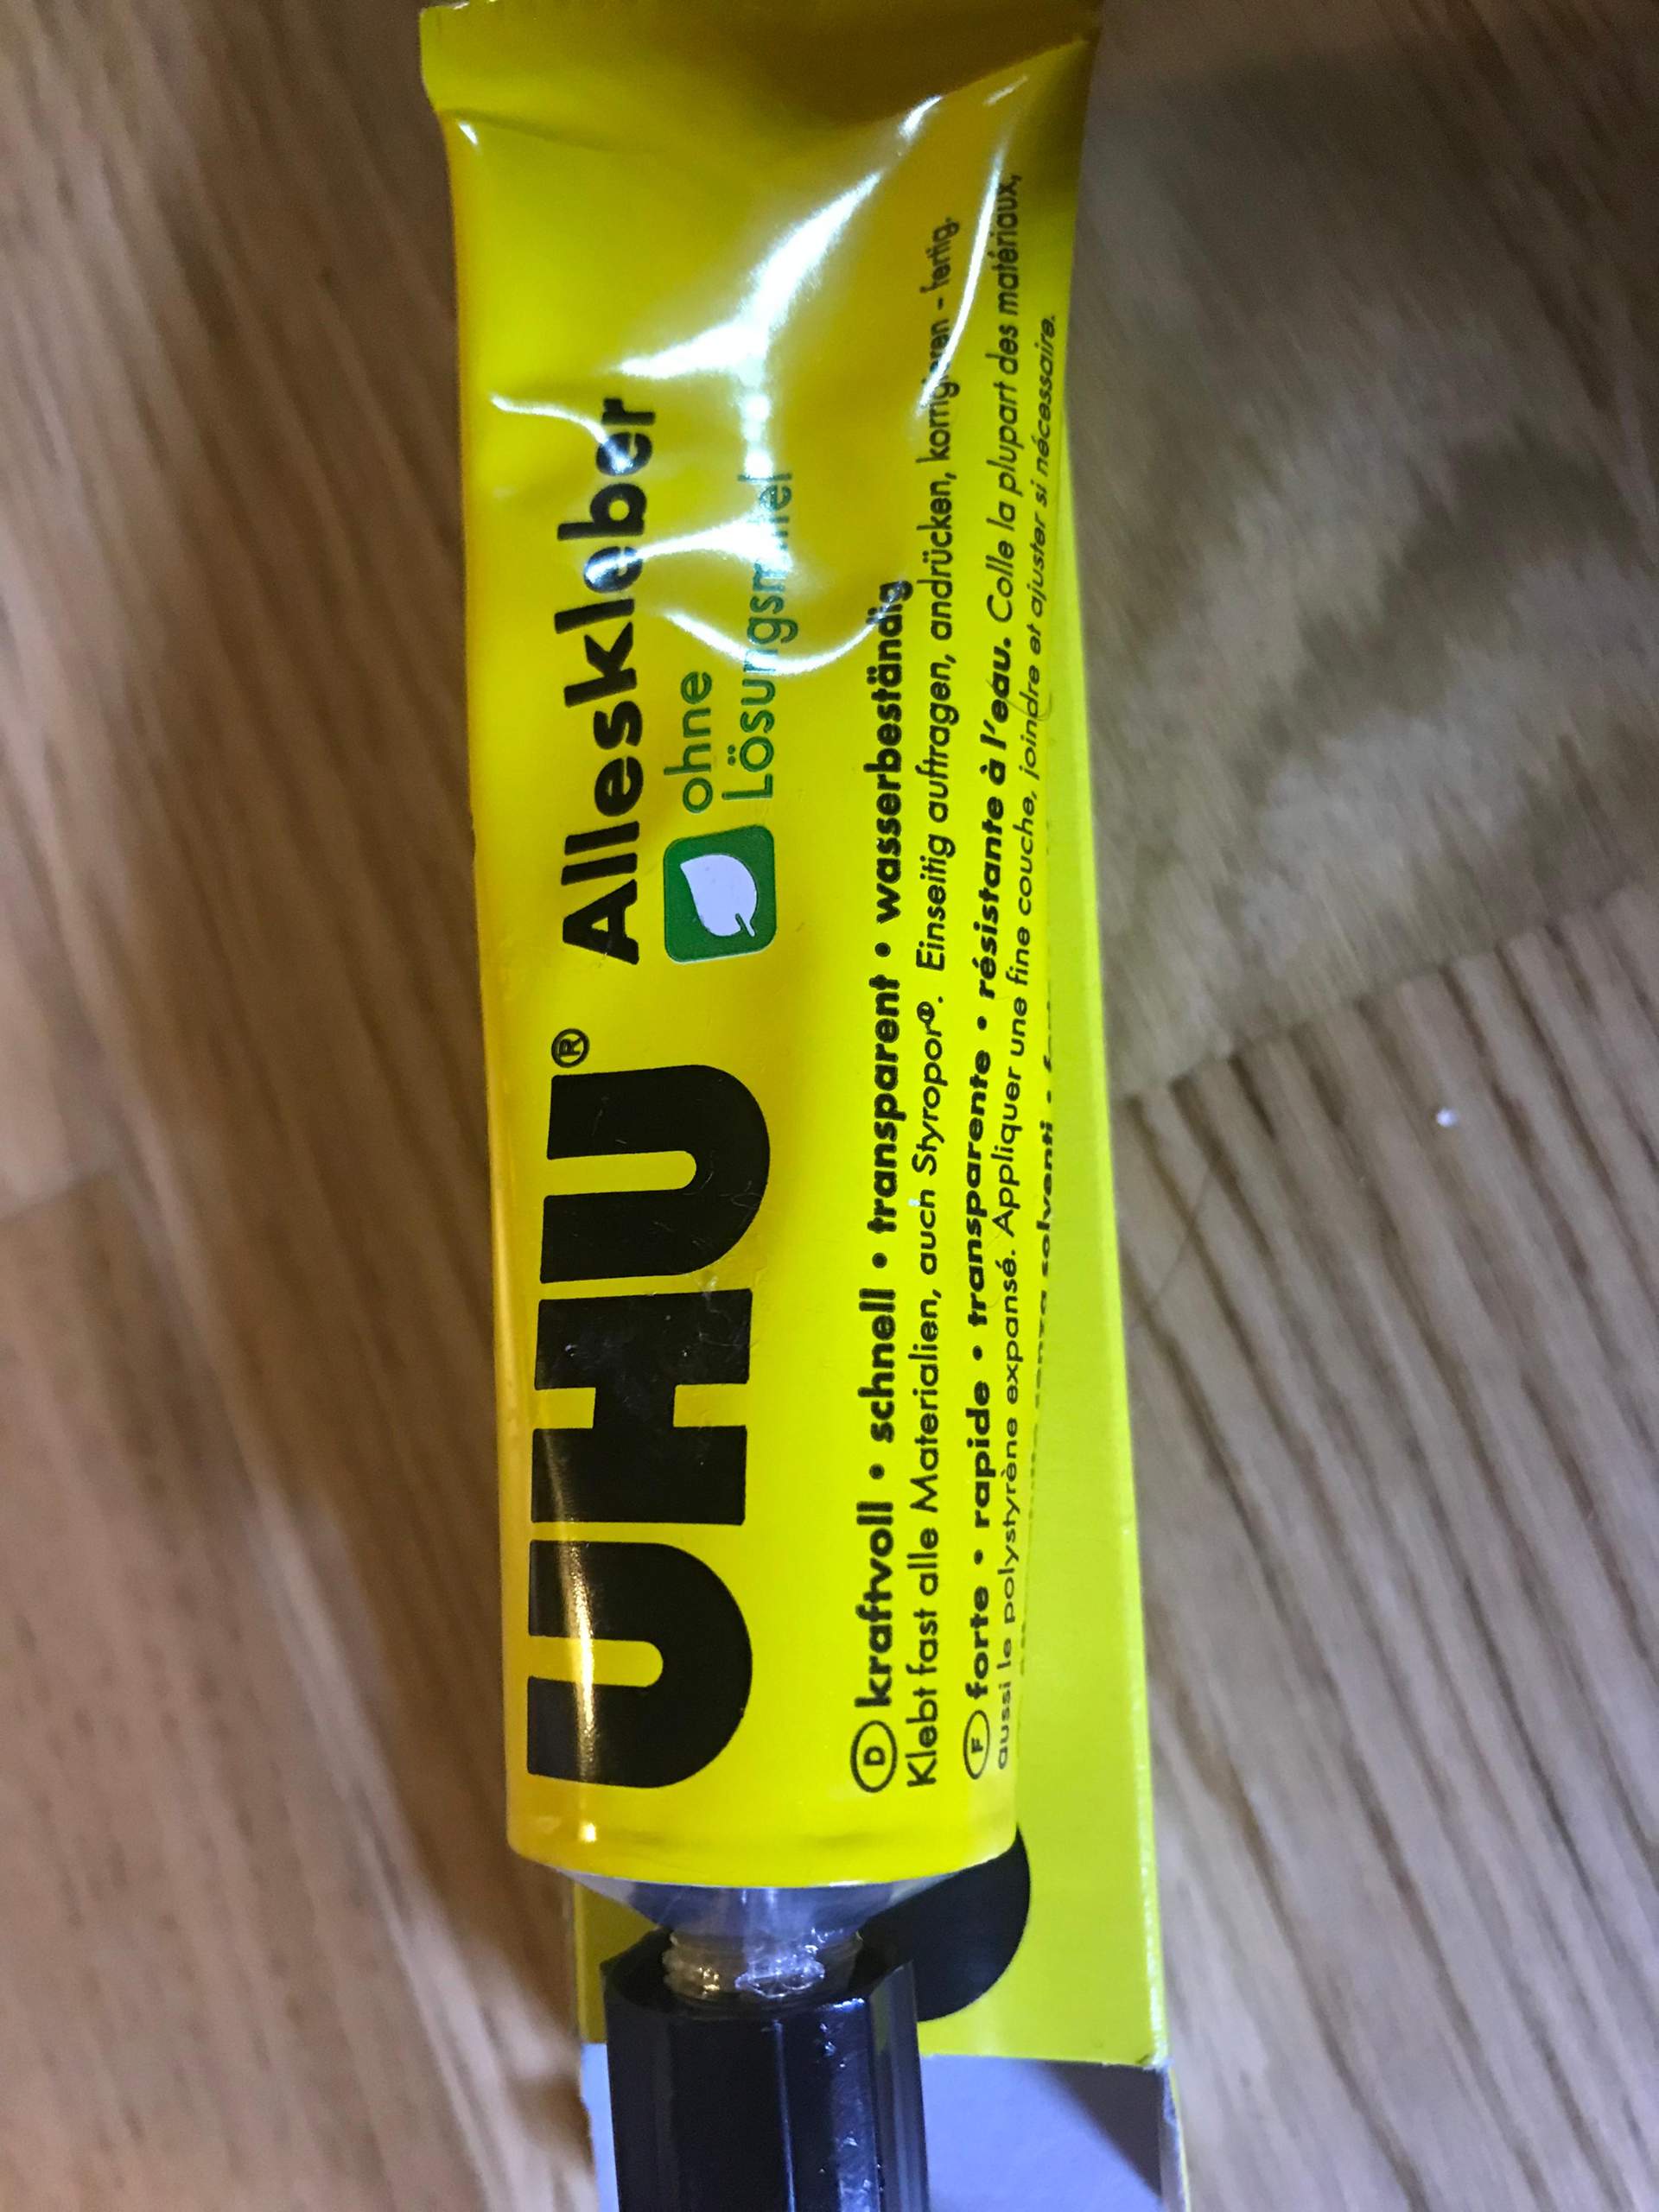 UHU® Alleskleber
ohne
Lösungsmittel
D kraftvoll • schnell • transparent • wasserbeständig
Klebt fast alle Materialien, auch Styropor®. Einseitig auftragen, andrücken, korrigieren - fertig.
F forte • rapide • transparente • résistante à l'eau. Colle la plupart des matériaux,
aussi le polystyrène expansé. Appliquer une fine couche, joindre et ajuster si nécessaire.
senza solventi •